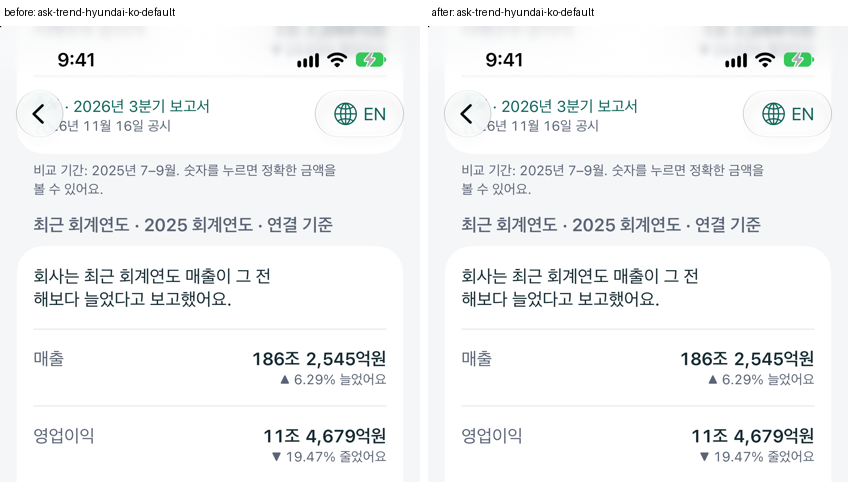 before: ask-trend-hyundai-ko-default
9:41
· 2026년 3분기 보고서
6년 11월 16일 공시
EN
비교 기간: 2025년 7–9월. 숫자를 누르면 정확한 금액을
볼 수 있어요.
최근 회계연도 · 2025 회계연도 · 연결 기준
회사는 최근 회계연도 매출이 그 전
해보다 늘었다고 보고했어요.
매출
186조 2,545억원
▲ 6.29% 늘었어요
영업이익
11조 4,679억원
▼ 19.47% 줄었어요
after: ask-trend-hyundai-ko-default
9:41
· 2026년 3분기 보고서
6년 11월 16일 공시
EN
비교 기간: 2025년 7–9월. 숫자를 누르면 정확한 금액을
볼 수 있어요.
최근 회계연도 · 2025 회계연도 · 연결 기준
회사는 최근 회계연도 매출이 그 전
해보다 늘었다고 보고했어요.
매출
186조 2,545억원
▲ 6.29% 늘었어요
영업이익
11조 4,679억원
▼ 19.47% 줄었어요